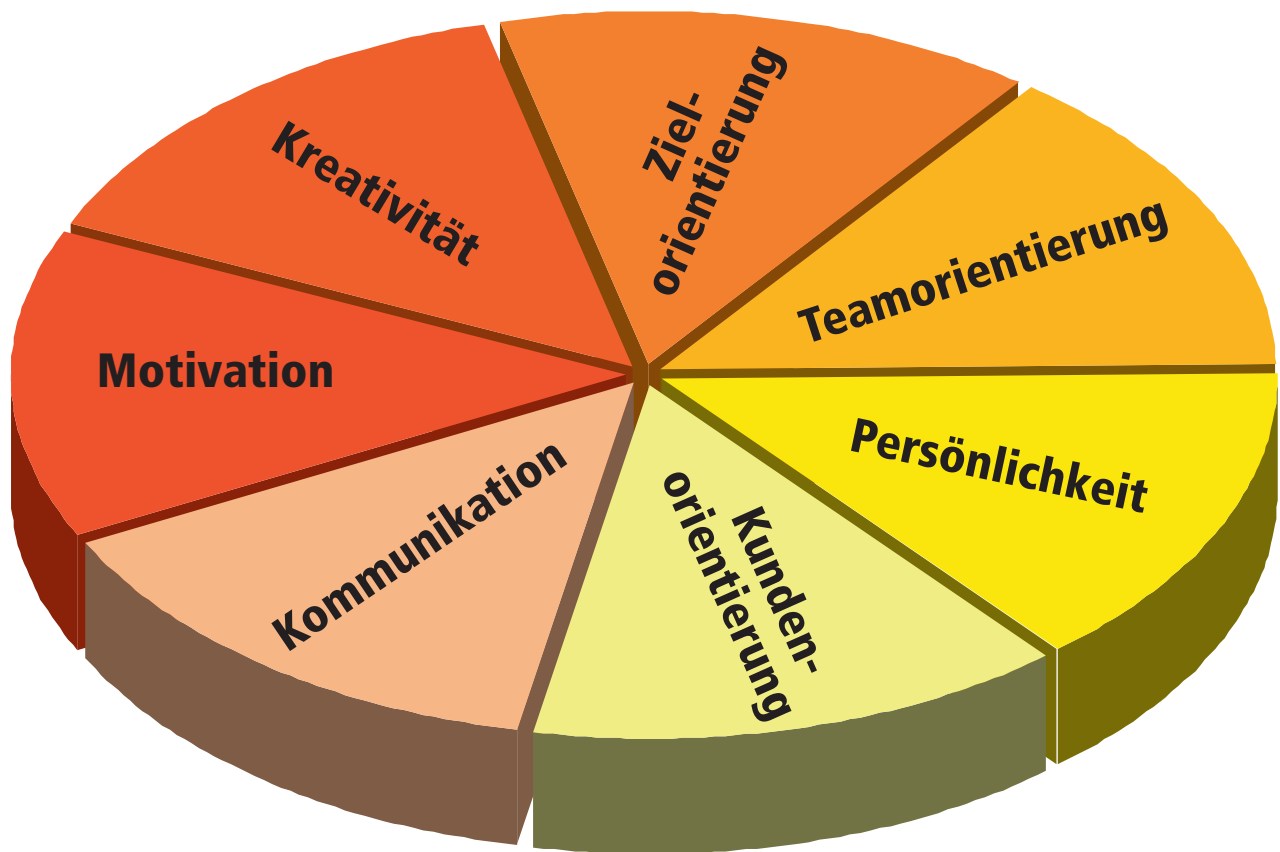 Ziel-
orientierung
Teamorientierung
Persönlichkeit
Kunden-
orientierung
Kommunikation
Motivation
Kreativität